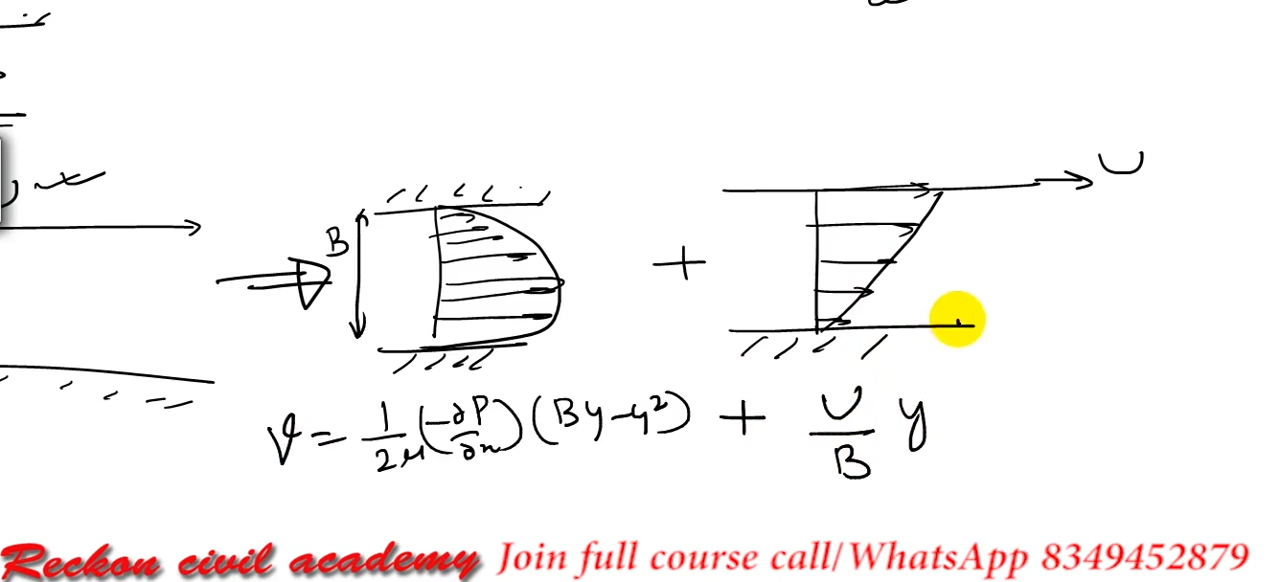 U
B
+
v = 1/2μ (-∂P/∂x) (By-y²) + U/B y
Reckon civil academy Join full course call/WhatsApp 8349452879